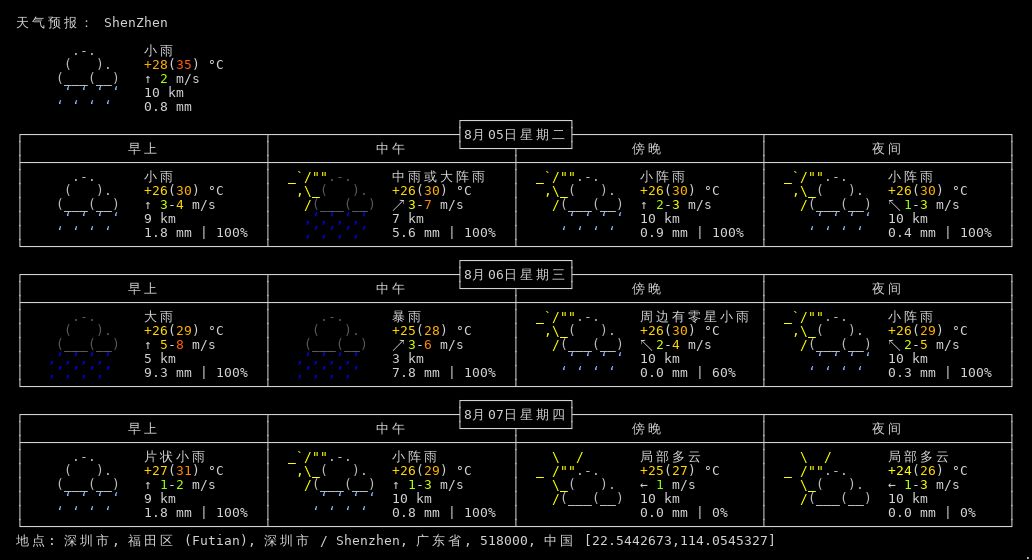 天气预报： ShenZhen
小雨
+28(35) °C
↑ 2 m/s
10 km
0.8 mm
8月05日星期二
早上 中午 傍晚 夜间
小雨 中雨或大阵雨 小阵雨 小阵雨
+26(30) °C +26(30) °C +26(30) °C +26(30) °C
↑ 3-4 m/s ↗ 3-7 m/s ↑ 2-3 m/s ↖ 1-3 m/s
9 km 7 km 10 km 10 km
1.8 mm | 100% 5.6 mm | 100% 0.9 mm | 100% 0.4 mm | 100%
8月06日星期三
早上 中午 傍晚 夜间
大雨 暴雨 周边有零星小雨 小阵雨
+26(29) °C +25(28) °C +26(30) °C +26(29) °C
↑ 5-8 m/s ↗ 3-6 m/s ↖ 2-4 m/s ↖ 2-5 m/s
5 km 3 km 10 km 10 km
9.3 mm | 100% 7.8 mm | 100% 0.0 mm | 60% 0.3 mm | 100%
8月07日星期四
早上 中午 傍晚 夜间
片状小雨 小阵雨 局部多云 局部多云
+27(31) °C +26(29) °C +25(27) °C +24(26) °C
↑ 1-2 m/s ↑ 1-3 m/s ← 1 m/s ← 1-3 m/s
9 km 10 km 10 km 10 km
1.8 mm | 100% 0.8 mm | 100% 0.0 mm | 0% 0.0 mm | 0%
地点: 深圳市, 福田区 (Futian), 深圳市 / Shenzhen, 广东省, 518000, 中国 [22.5442673,114.0545327]